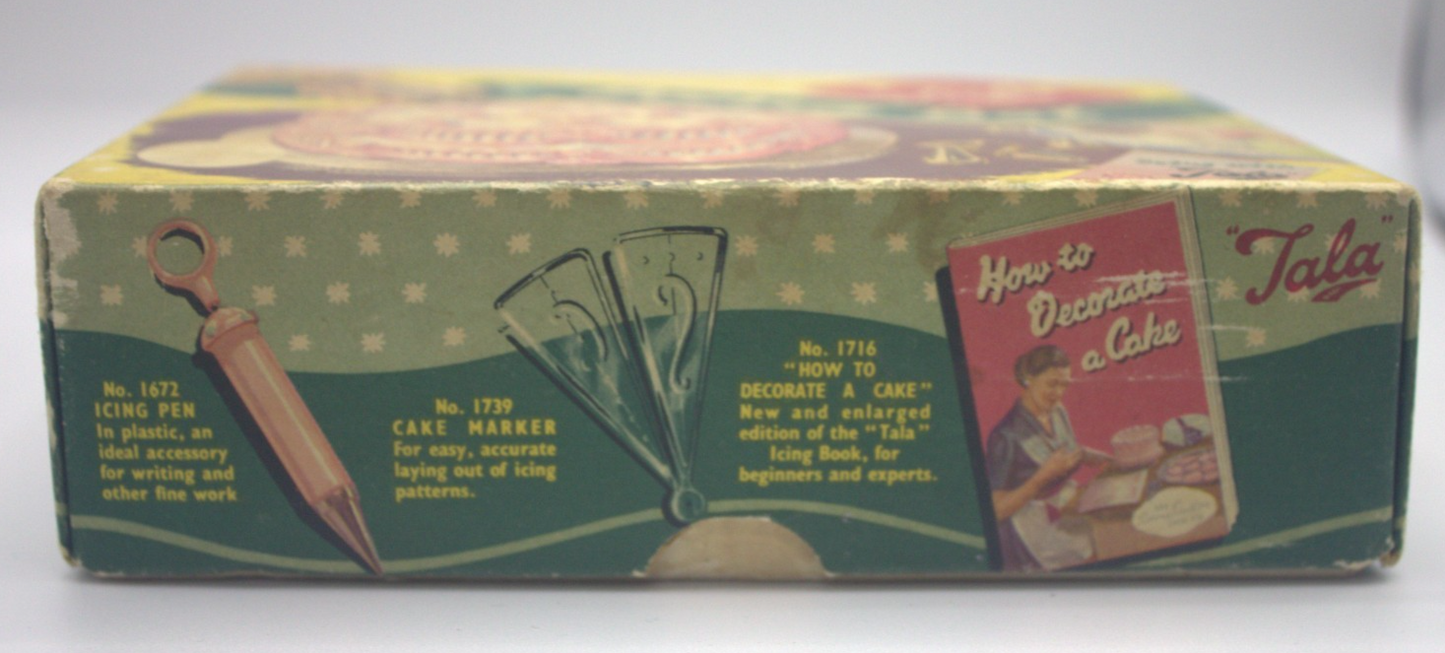 No. 1672
ICING PEN
In plastic, an
ideal accessory
for writing and
other fine work
No. 1739
CAKE MARKER
For easy, accurate
laying out of icing
patterns.
No. 1716
"HOW TO
DECORATE A CAKE"
New and enlarged
edition of the "Tala"
Icing Book, for
beginners and experts.
How to
Decorate
a Cake
"Tala"